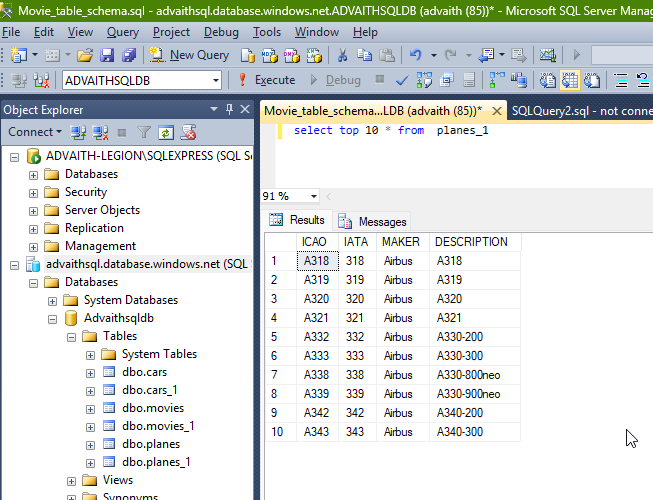 Movie_table_schema.sql - advaithsql.database.windows.net.ADVAITHSQLDB (advaith (85))* - Microsoft SQL Server Mana
File Edit View Query Project Debug Tools Window Help
New Query
ADVAITHSQLDB Execute Debug
Object Explorer
Connect
ADVAITH-LEGION\SQLEXPRESS (SQL S
Databases
Security
Server Objects
Replication
Management
advaithsql.database.windows.net (SQL
Databases
System Databases
Advaithsqldb
Tables
System Tables
dbo.cars
dbo.cars_1
dbo.movies
dbo.movies_1
dbo.planes
dbo.planes_1
Views
Synonyms
Movie_table_schema...LDB (advaith (85))* SQLQuery2.sql - not conne
select top 10 * from planes_1
91 %
Results Messages
ICAO IATA MAKER DESCRIPTION
1 A318 318 Airbus A318
2 A319 319 Airbus A319
3 A320 320 Airbus A320
4 A321 321 Airbus A321
5 A332 332 Airbus A330-200
6 A333 333 Airbus A330-300
7 A338 338 Airbus A330-800neo
8 A339 339 Airbus A330-900neo
9 A342 342 Airbus A340-200
10 A343 343 Airbus A340-300